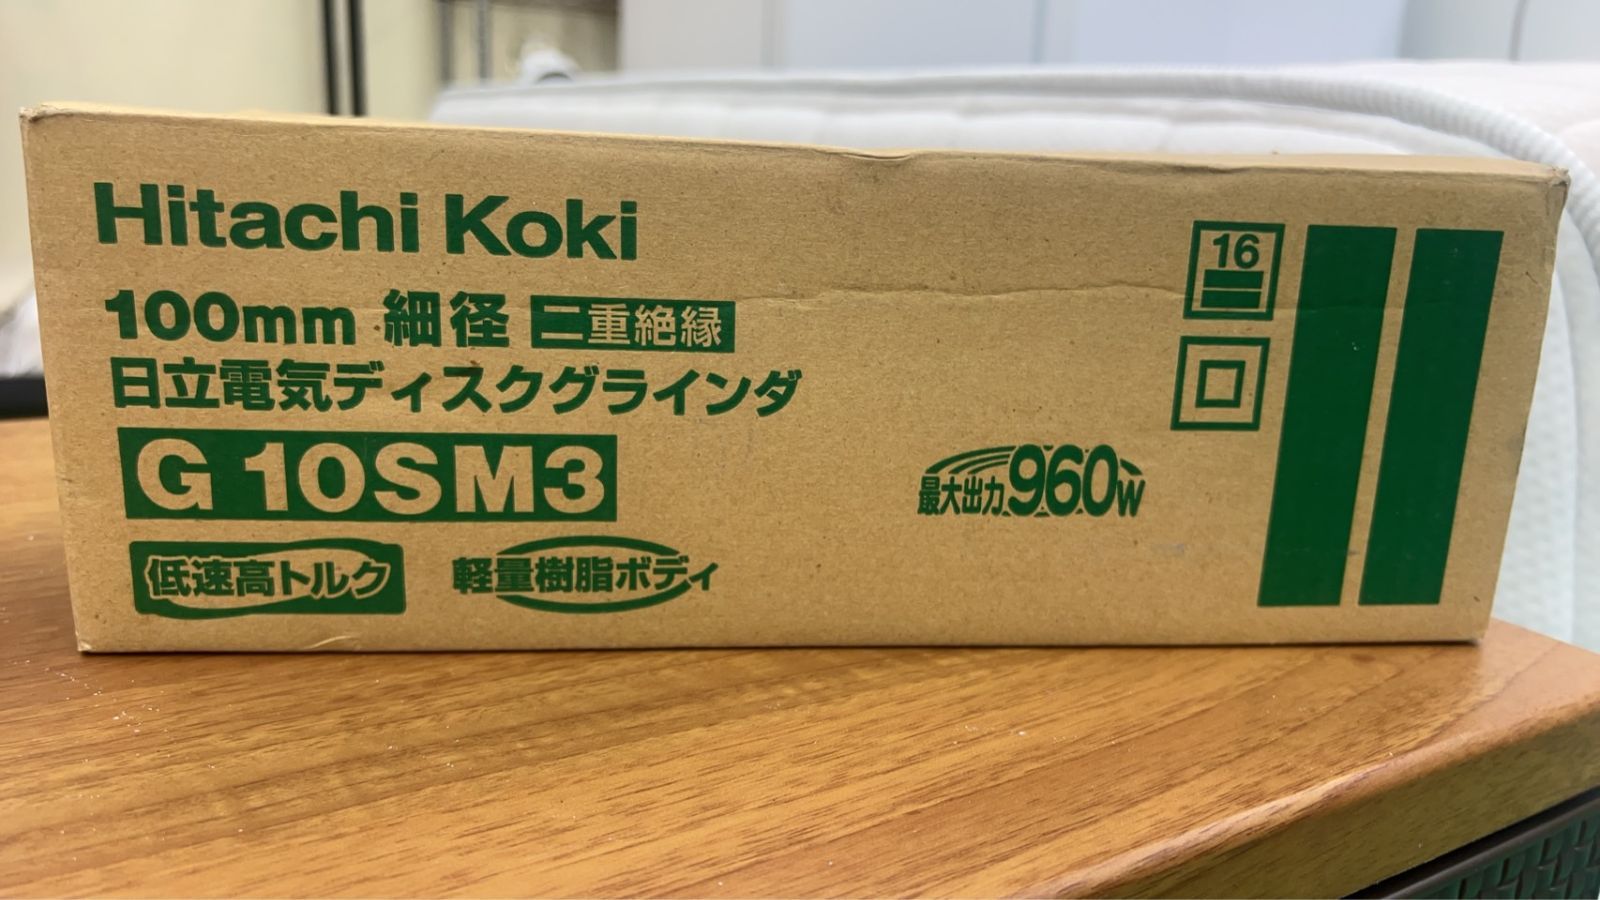 Hitachi Koki
100mm 細径 二重絶縁
日立電気ディスクグラインダ
G 10SM3
低速高トルク 軽量樹脂ボディ
最大出力960W
16